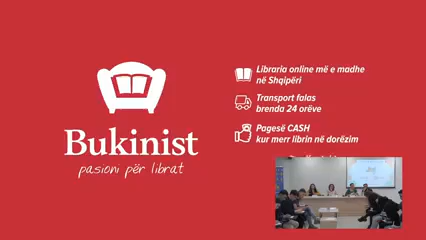 Bukinist
pasioni për librat
Libraria online më e madhe
në Shqipëri
Transport falas
brenda 24 orëve
Pagesë CASH
kur merr librin në dorëzim